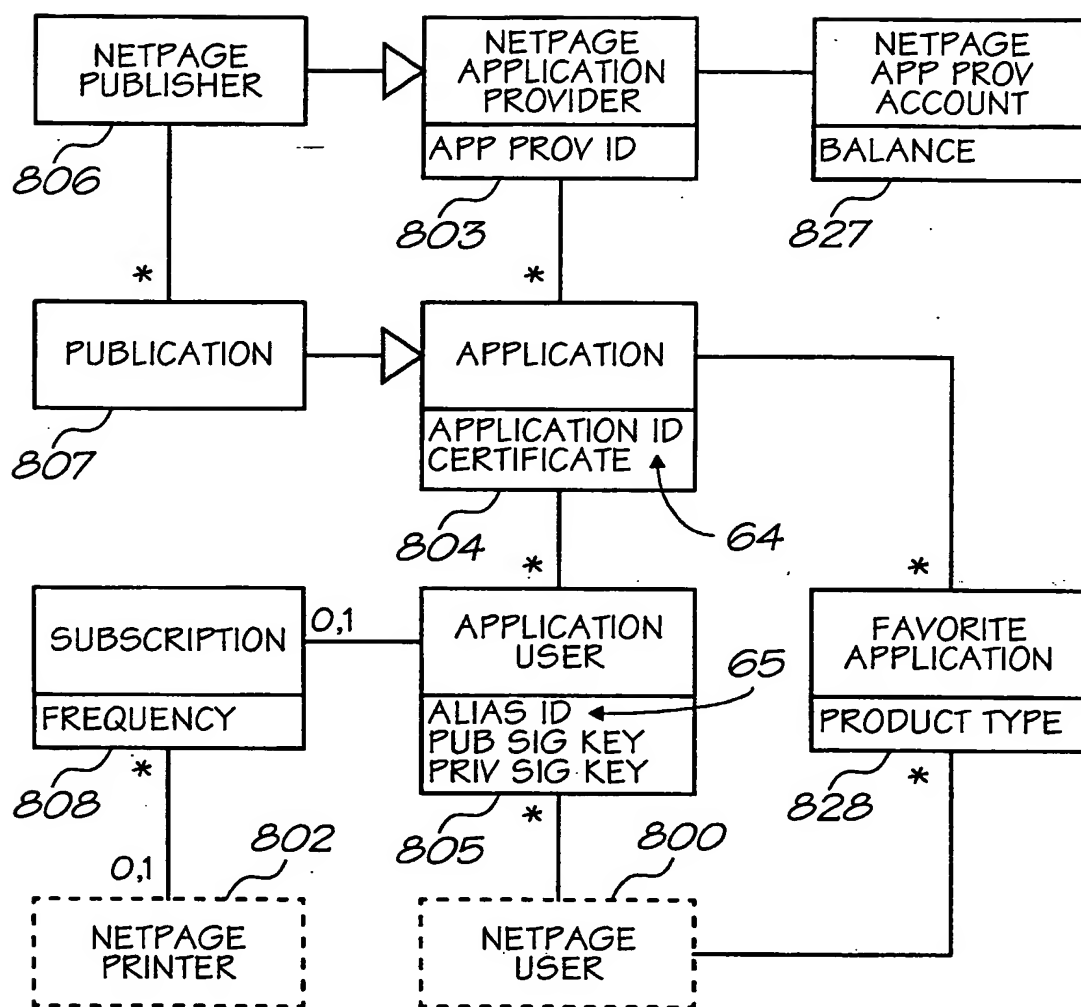 NETPAGE
PUBLISHER
806
NETPAGE
APPLICATION
PROVIDER
APP PROV ID
803
NETPAGE
APP PROV
ACCOUNT
BALANCE
827
*
*
PUBLICATION
807
APPLICATION
APPLICATION ID
CERTIFICATE
804
64
*
*
SUBSCRIPTION
FREQUENCY
808
0,1
APPLICATION
USER
65
ALIAS ID
PUB SIG KEY
PRIV SIG KEY
805
FAVORITE
APPLICATION
PRODUCT TYPE
828
*
*
*
0,1
802
NETPAGE
PRINTER
800
NETPAGE
USER